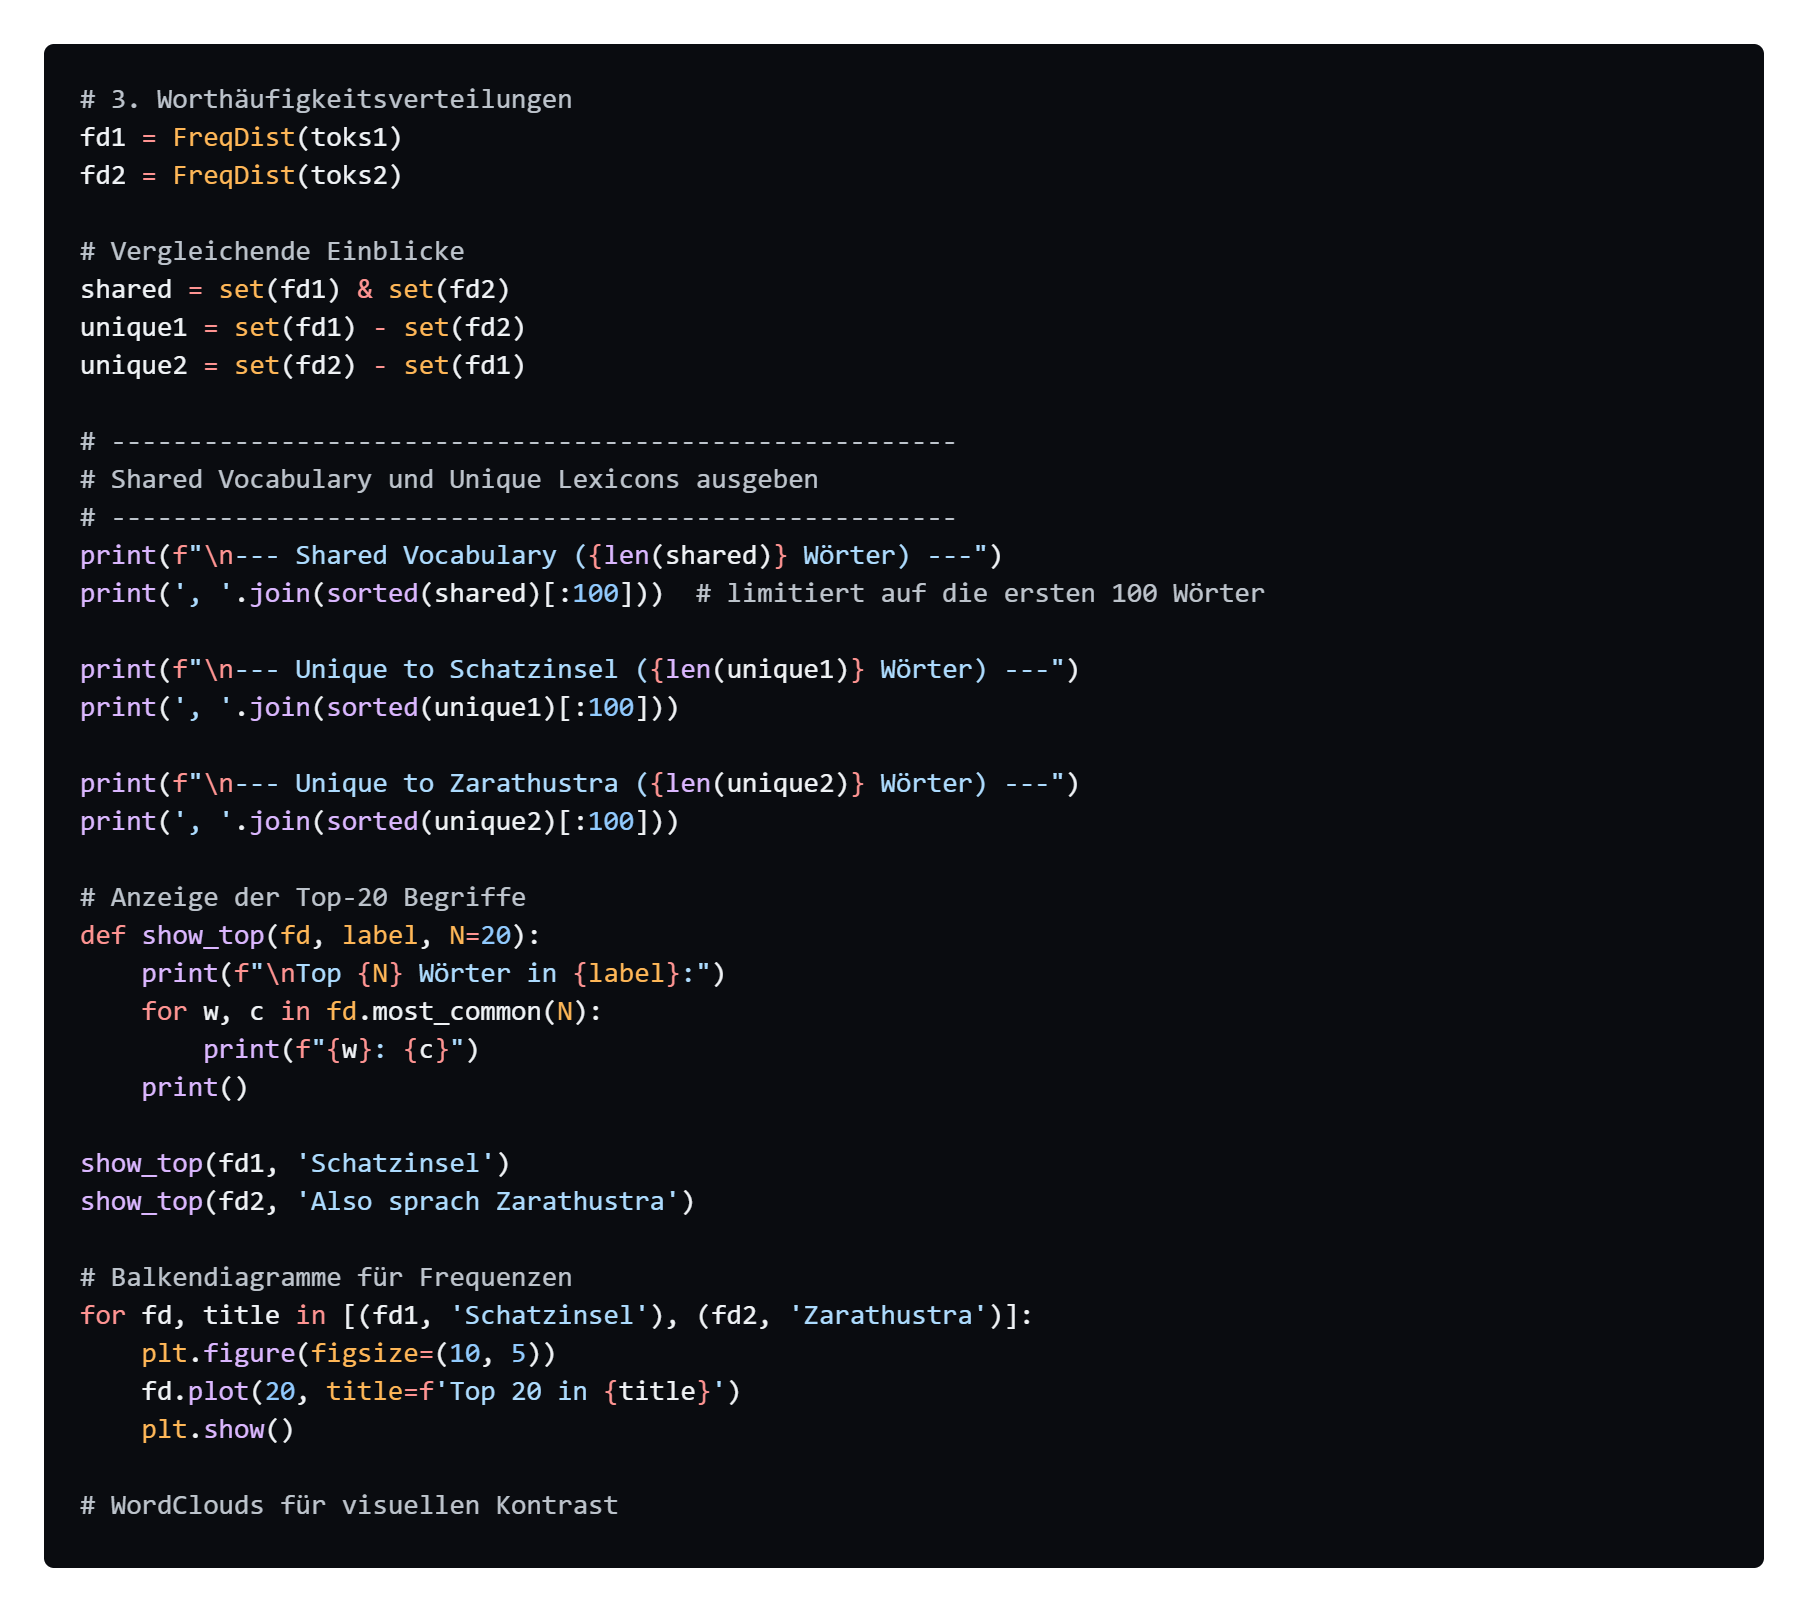 # 3. Worthäufigkeitsverteilungen
fd1 = FreqDist(toks1)
fd2 = FreqDist(toks2)

# Vergleichende Einblicke
shared = set(fd1) & set(fd2)
unique1 = set(fd1) - set(fd2)
unique2 = set(fd2) - set(fd1)

# -------------------------------------------------------
# Shared Vocabulary und Unique Lexicons ausgeben
# -------------------------------------------------------
print(f"\n--- Shared Vocabulary ({len(shared)} Wörter) ---")
print(', '.join(sorted(shared)[:100]))  # limitiert auf die ersten 100 Wörter

print(f"\n--- Unique to Schatzinsel ({len(unique1)} Wörter) ---")
print(', '.join(sorted(unique1)[:100]))

print(f"\n--- Unique to Zarathustra ({len(unique2)} Wörter) ---")
print(', '.join(sorted(unique2)[:100]))

# Anzeige der Top-20 Begriffe
def show_top(fd, label, N=20):
    print(f"\nTop {N} Wörter in {label}:")
    for w, c in fd.most_common(N):
        print(f"{w}: {c}")
    print()

show_top(fd1, 'Schatzinsel')
show_top(fd2, 'Also sprach Zarathustra')

# Balkendiagramme für Frequenzen
for fd, title in [(fd1, 'Schatzinsel'), (fd2, 'Zarathustra')]:
    plt.figure(figsize=(10, 5))
    fd.plot(20, title=f'Top 20 in {title}')
    plt.show()

# WordClouds für visuellen Kontrast